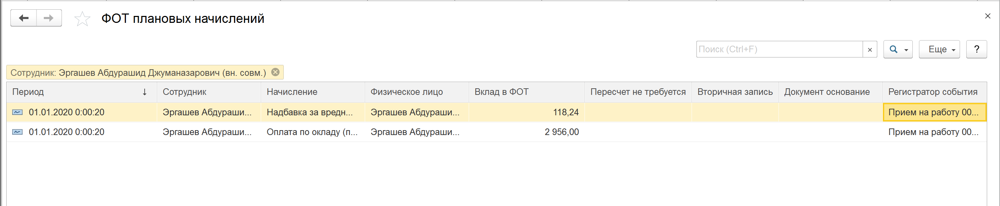 ФОТ плановых начислений
Поиск (Ctrl+F) × Еще ?
Сотрудник: Эргашев Абдурашид Джуманазарович (вн. совм.)
Период ↓ Сотрудник Начисление Физическое лицо Вклад в ФОТ Пересчет не требуется Вторичная запись Документ основание Регистратор события
01.01.2020 0:00:20 Эргашев Абдураши... Надбавка за вредн... Эргашев Абдураши... 118,24 Прием на работу 00...
01.01.2020 0:00:20 Эргашев Абдураши... Оплата по окладу (п... Эргашев Абдураши... 2 956,00 Прием на работу 00...